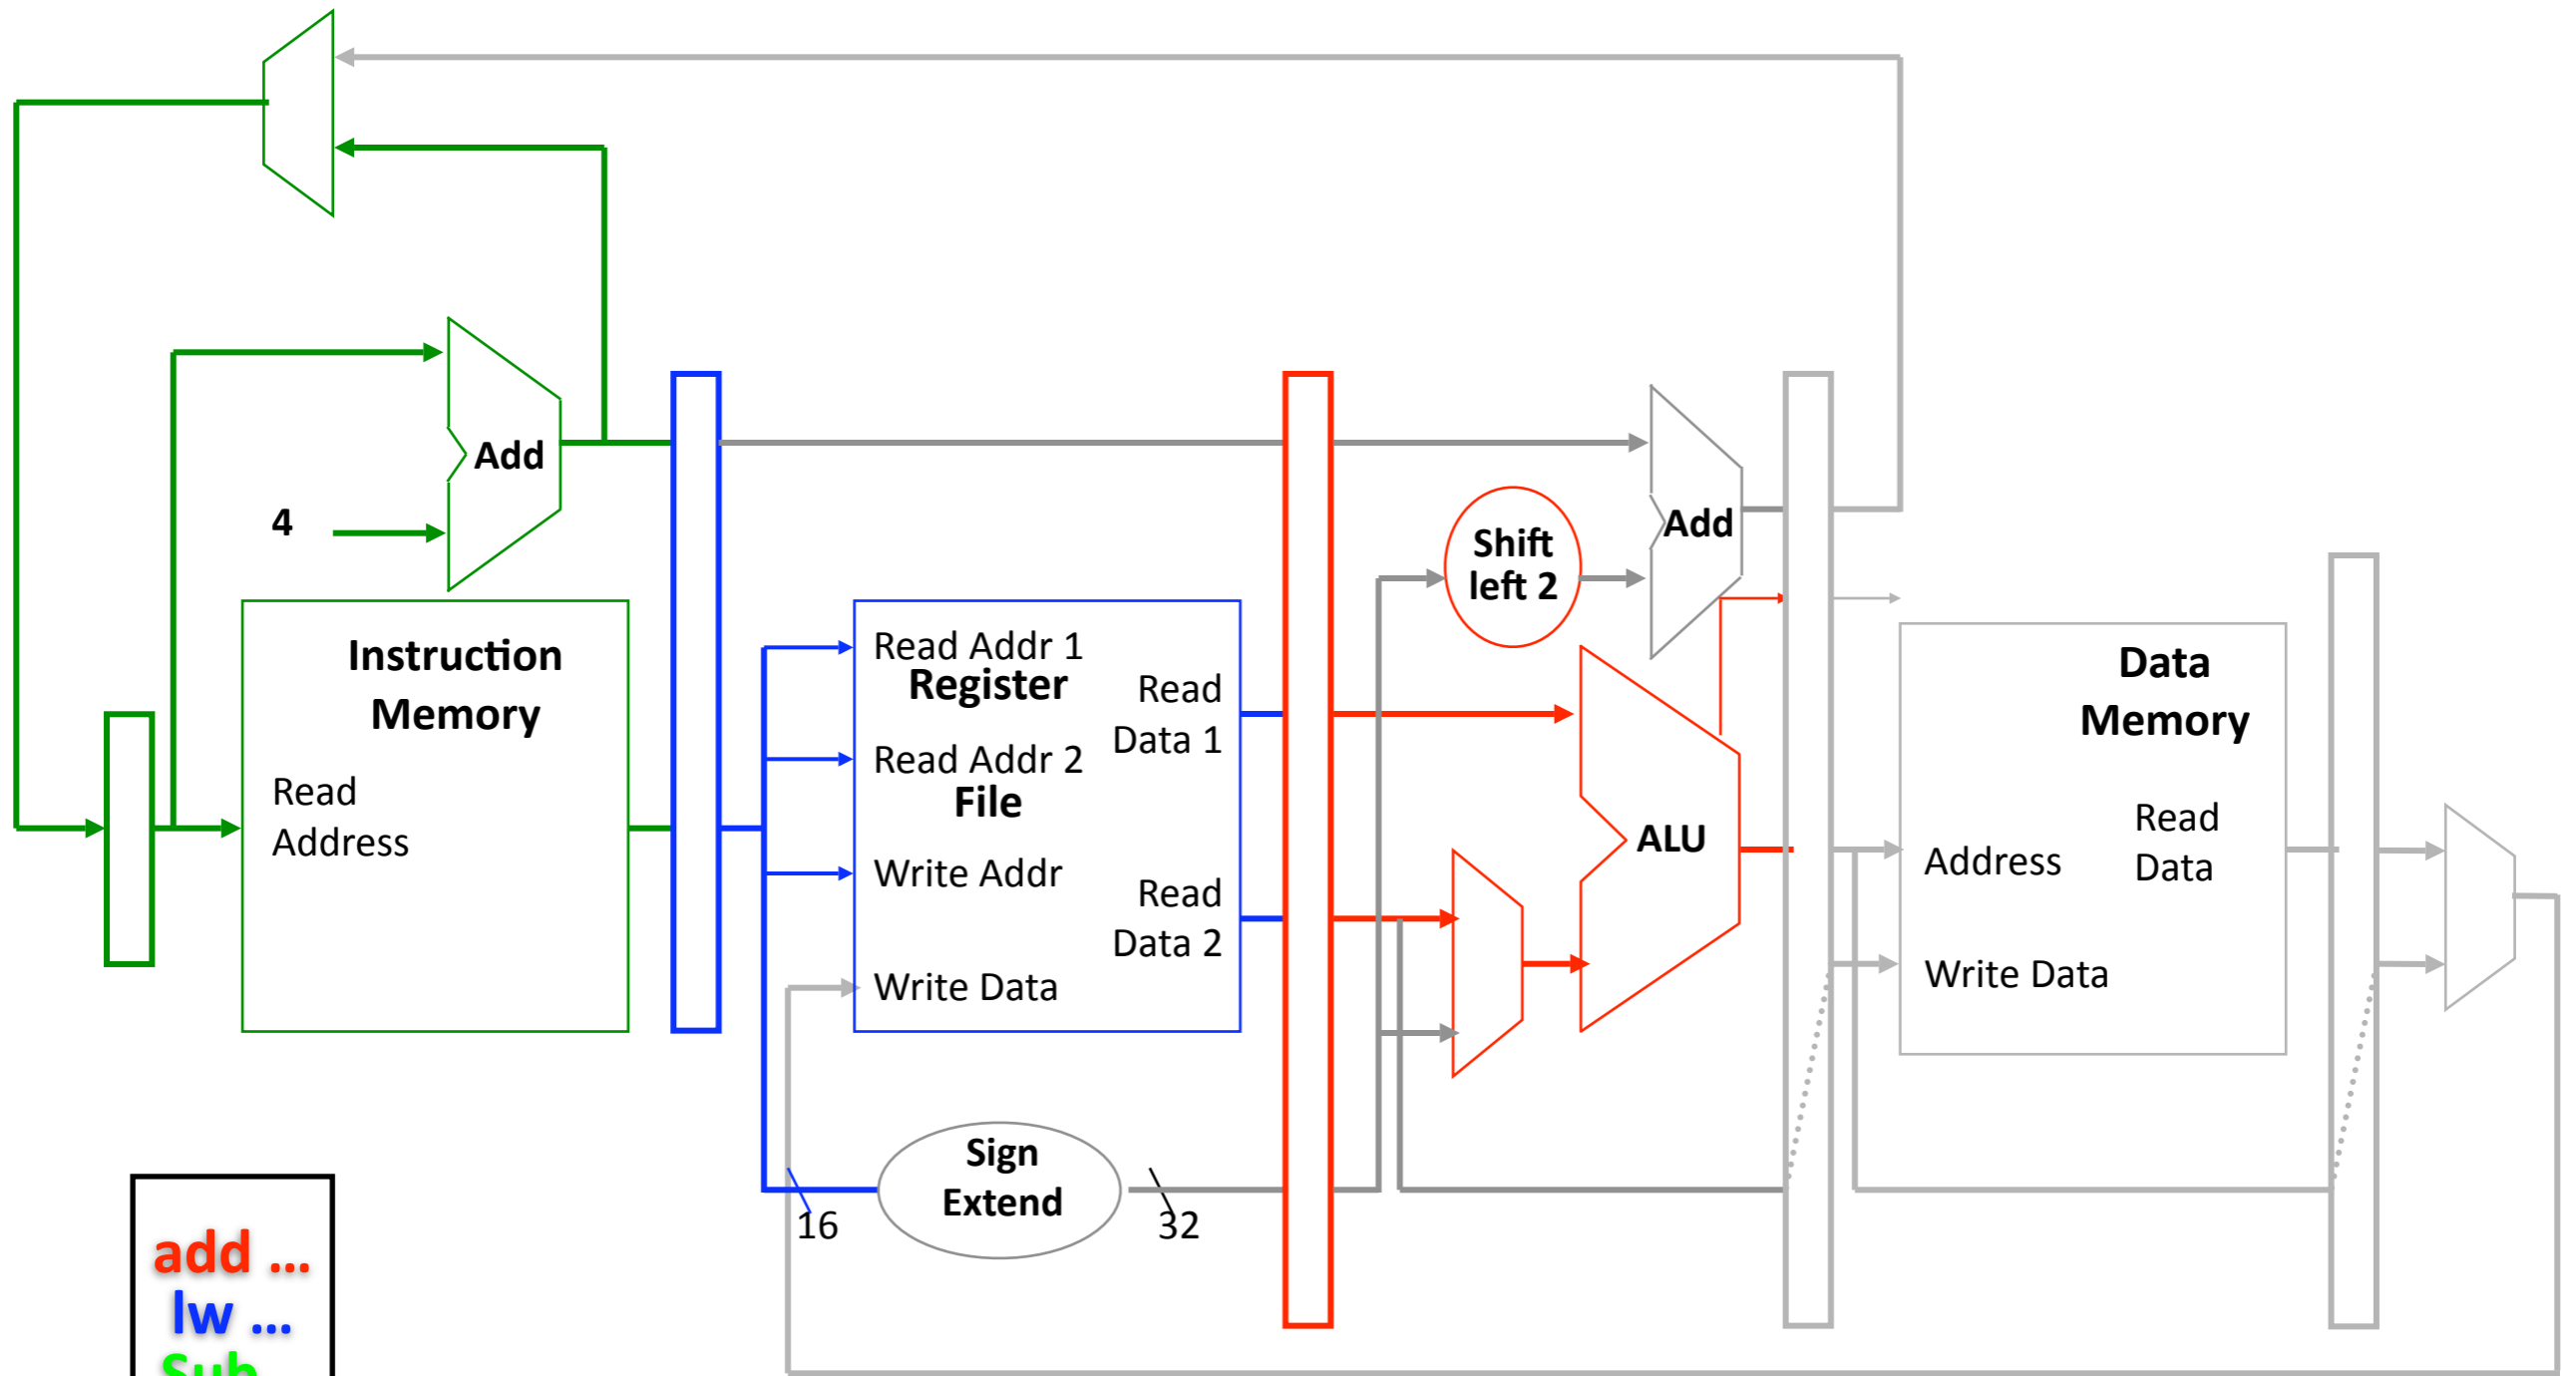 Add
4
Instruction
Memory
Read
Address
Read Addr 1
Register
Read
Data 1
Read Addr 2
File
Write Addr
Read
Data 2
Write Data
Sign
Extend
16
32
Shift
left 2
Add
ALU
Data
Memory
Read
Data
Address
Write Data
add ...
lw ...
Sub